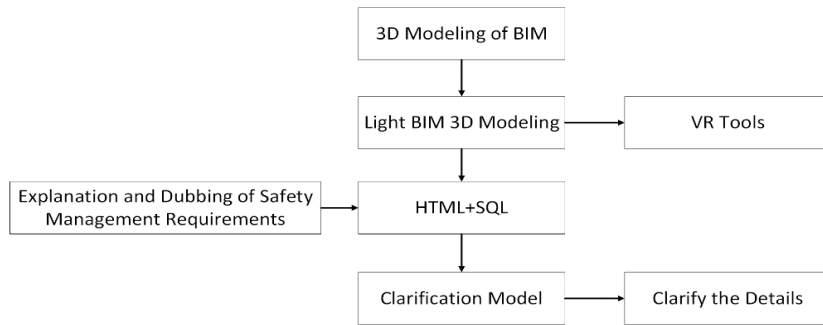 3D Modeling of BIM
Light BIM 3D Modeling
VR Tools
Explanation and Dubbing of Safety
Management Requirements
HTML+SQL
Clarification Model
Clarify the Details